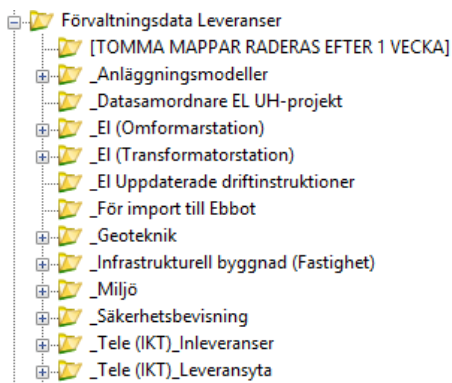 Förvaltningsdata Leveranser
[TOMMA MAPPAR RADERAS EFTER 1 VECKA]
_Anläggningsmodeller
_Datasamordnare EL UH-projekt
_El (Omformarstation)
_El (Transformatorstation)
_El Uppdaterade driftinstruktioner
_För import till Ebbot
_Geoteknik
_Infrastrukturell byggnad (Fastighet)
_Miljö
_Säkerhetsbevisning
_Tele (IKT)_Inleveranser
_Tele (IKT)_Leveransyta